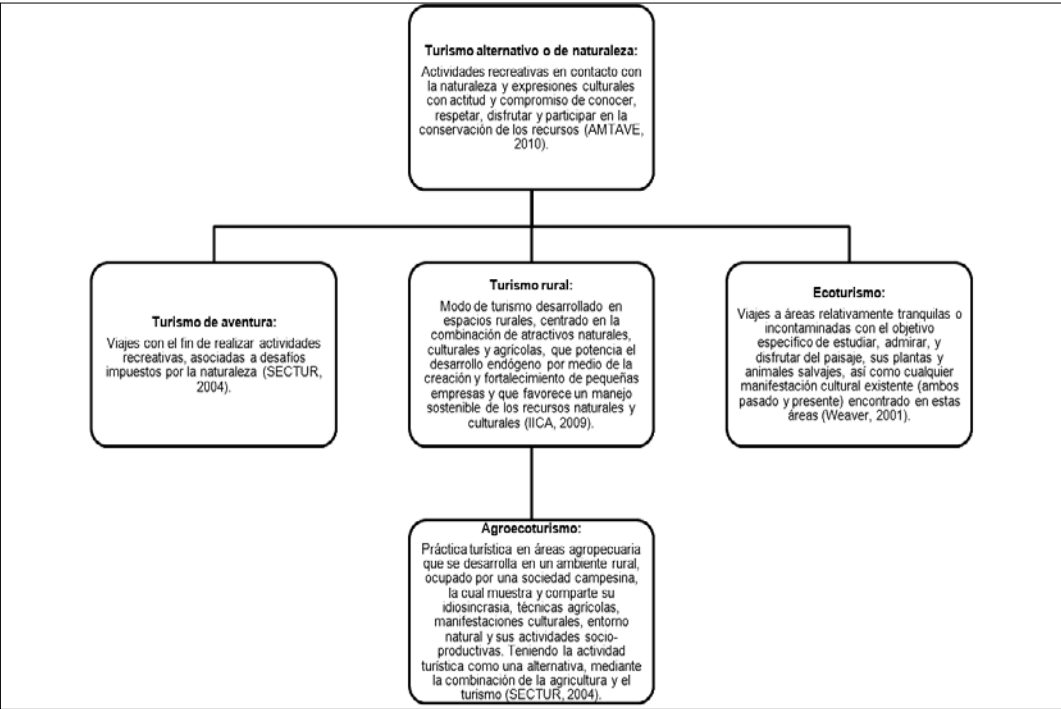 Turismo alternativo o de naturaleza:
Actividades recreativas en contacto con
la naturaleza y expresiones culturales
con actitud y compromiso de conocer,
respetar, disfrutar y participar en la
conservación de los recursos (AMTAVE,
2010).
Turismo de aventura:
Viajes con el fin de realizar actividades
recreativas, asociadas a desafíos
impuestos por la naturaleza (SECTUR,
2004).
Turismo rural:
Modo de turismo desarrollado en
espacios rurales, centrado en la
combinación de atractivos naturales,
culturales y agrícolas, que potencia el
desarrollo endógeno por medio de la
creación y fortalecimiento de pequeñas
empresas y que favorece un manejo
sostenible de los recursos naturales y
culturales (IICA, 2009).
Ecoturismo:
Viajes a áreas relativamente tranquilas o
incontaminadas con el objetivo
especifico de estudiar, admirar, y
disfrutar del paisaje, sus plantas y
animales salvajes, así como cualquier
manifestación cultural existente (ambos
pasado y presente) encontrado en estas
áreas (Weaver, 2001).
Agroecoturismo:
Práctica turística en áreas agropecuaria
que se desarrolla en un ambiente rural,
ocupado por una sociedad campesina,
la cual muestra y comparte su
idiosincrasia, técnicas agrícolas,
manifestaciones culturales, entorno
natural y sus actividades socio-
productivas. Teniendo la actividad
turística como una alternativa, mediante
la combinación de la agricultura y el
turismo (SECTUR, 2004).